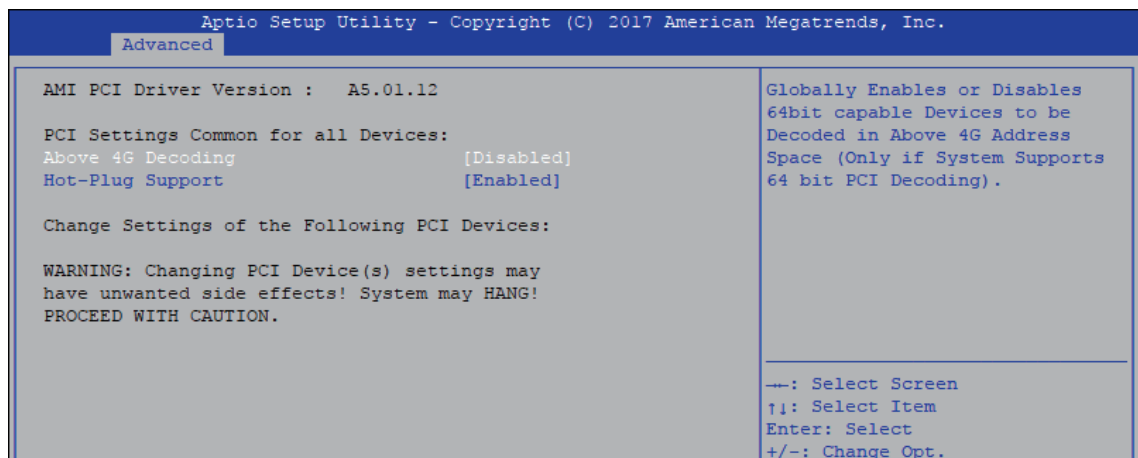 Aptio Setup Utility - Copyright (C) 2017 American Megatrends, Inc.
Advanced
AMI PCI Driver Version :   A5.01.12
PCI Settings Common for all Devices:
Above 4G Decoding [Disabled]
Hot-Plug Support [Enabled]
Change Settings of the Following PCI Devices:
WARNING: Changing PCI Device(s) settings may
have unwanted side effects! System may HANG!
PROCEED WITH CAUTION.
Globally Enables or Disables
64bit capable Devices to be
Decoded in Above 4G Address
Space (Only if System Supports
64 bit PCI Decoding).
→←: Select Screen
↑↓: Select Item
Enter: Select
+/-: Change Opt.